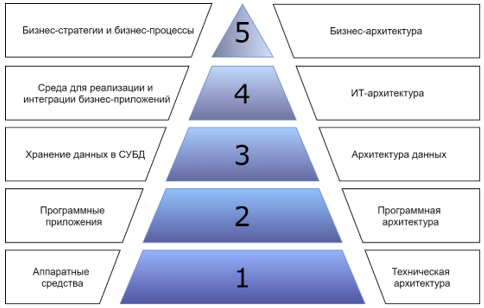 Бизнес-стратегии и бизнес-процессы
5
Бизнес-архитектура
Среда для реализации и
интеграции бизнес-приложений
4
ИТ-архитектура
Хранение данных в СУБД
3
Архитектура данных
Программные
приложения
2
Программная
архитектура
Аппаратные
средства
1
Техническая
архитектура